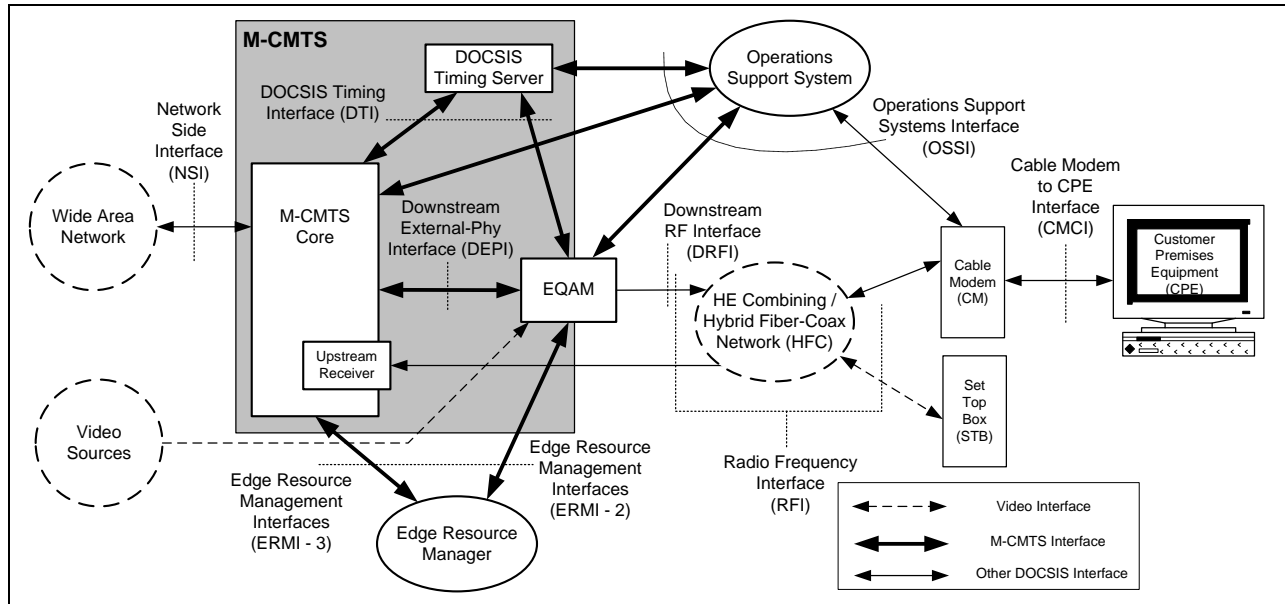 M-CMTS
DOCSIS
Timing Server
Operations
Support System
DOCSIS Timing
Interface (DTI)
Network
Side
Interface
(NSI)
Operations Support
Systems Interface
(OSSI)
Cable Modem
to CPE
Interface
(CMCI)
Wide Area
Network
M-CMTS
Core
Downstream
External-Phy
Interface (DEPI)
Downstream
RF Interface
(DRFI)
Customer
Premises
Equipment
(CPE)
Cable
Modem
(CM)
EQAM
HE Combining /
Hybrid Fiber-Coax
Network (HFC)
Upstream
Receiver
Set
Top
Box
(STB)
Video
Sources
Edge Resource
Management
Interfaces
(ERMI - 3)
Edge Resource
Management
Interfaces
(ERMI - 2)
Radio Frequency
Interface
(RFI)
Edge Resource
Manager
Video Interface
M-CMTS Interface
Other DOCSIS Interface